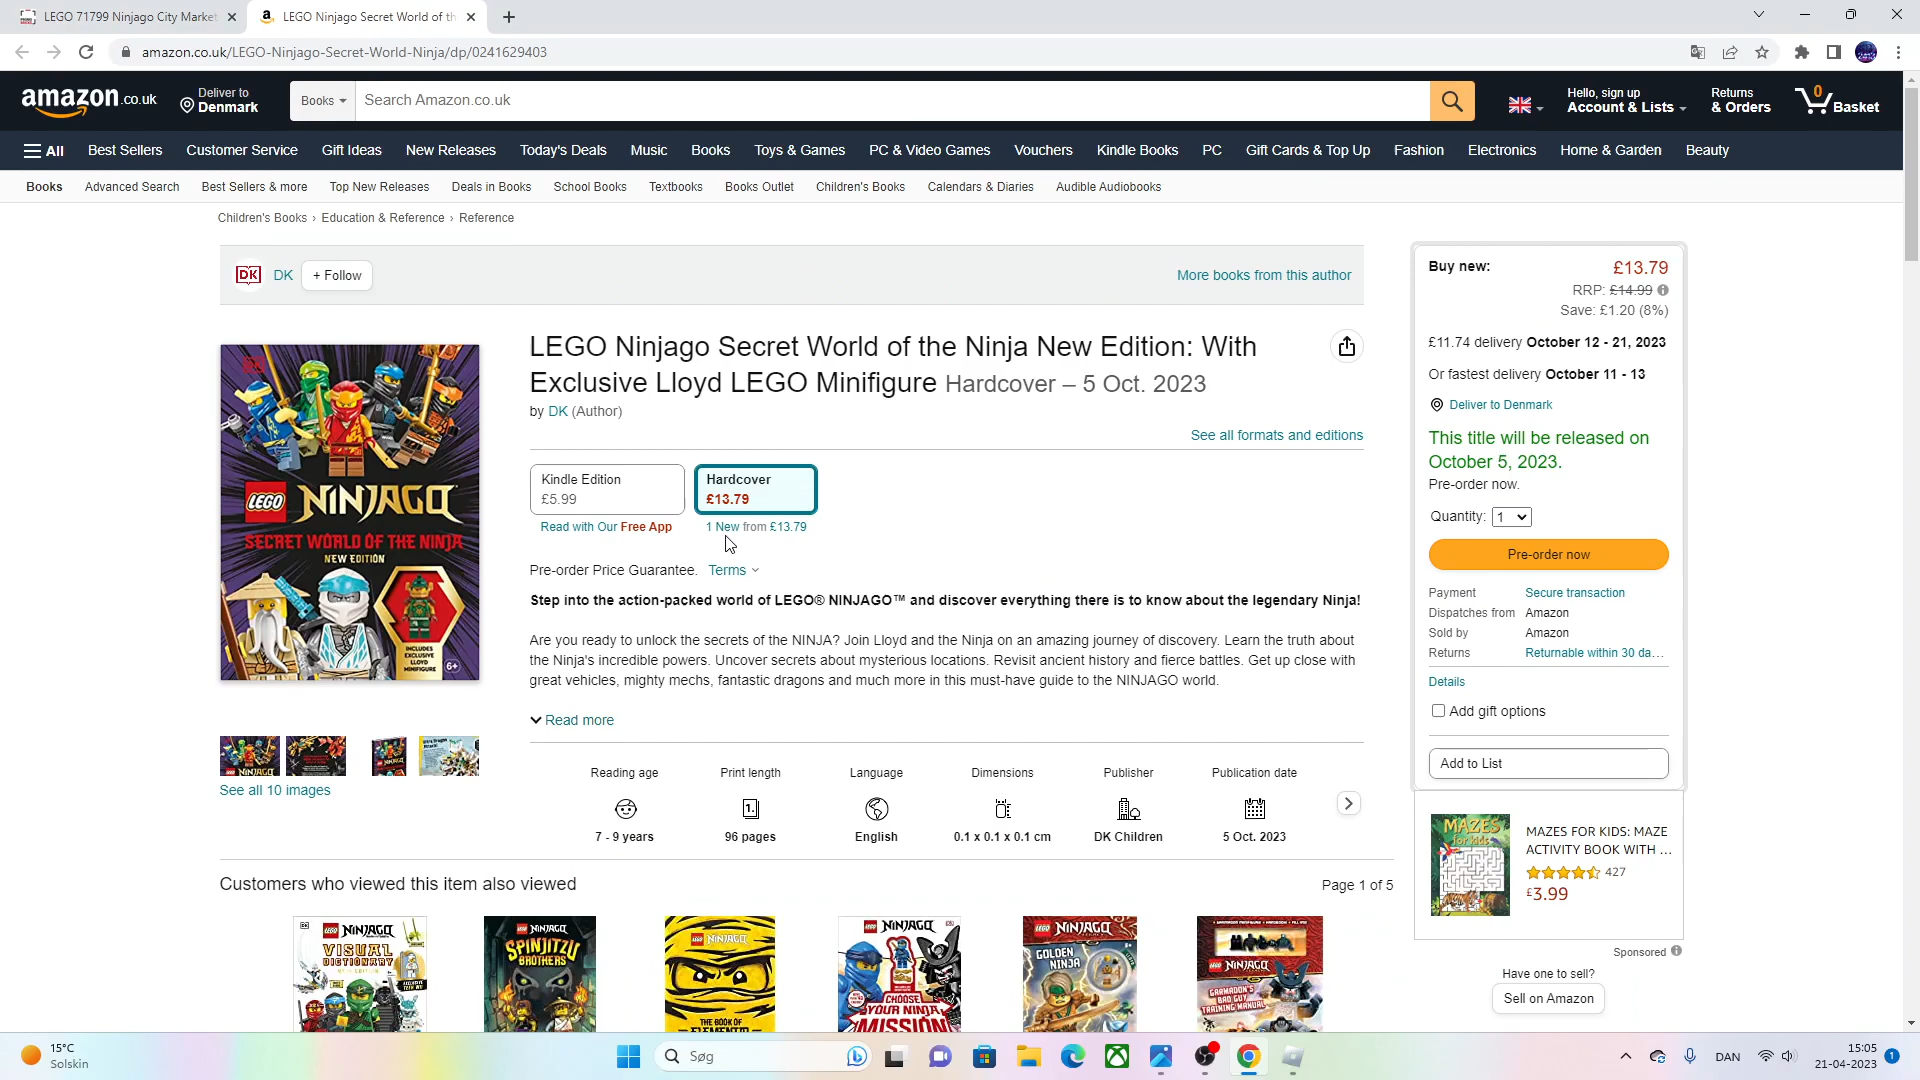 LEGO 71799 Ninjago City Market
LEGO Ninjago Secret World of th
amazon.co.uk/LEGO-Ninjago-Secret-World-Ninja/dp/0241629403
amazon.co.uk
Deliver to
Denmark
Books
Search Amazon.co.uk
Hello, sign up
Account & Lists
Returns
& Orders
0
Basket
All
Best Sellers
Customer Service
Gift Ideas
New Releases
Today's Deals
Music
Books
Toys & Games
PC & Video Games
Vouchers
Kindle Books
PC
Gift Cards & Top Up
Fashion
Electronics
Home & Garden
Beauty
Books
Advanced Search
Best Sellers & more
Top New Releases
Deals in Books
School Books
Textbooks
Books Outlet
Children's Books
Calendars & Diaries
Audible Audiobooks
Children's Books › Education & Reference › Reference
DK
DK
+ Follow
More books from this author
LEGO Ninjago Secret World of the Ninja New Edition: With
Exclusive Lloyd LEGO Minifigure Hardcover – 5 Oct. 2023
by DK (Author)
See all formats and editions
Kindle Edition
£5.99
Read with Our Free App
Hardcover
£13.79
1 New from £13.79
Pre-order Price Guarantee. Terms
Step into the action-packed world of LEGO® NINJAGO™ and discover everything there is to know about the legendary Ninja!
Are you ready to unlock the secrets of the NINJA? Join Lloyd and the Ninja on an amazing journey of discovery. Learn the truth about
the Ninja's incredible powers. Uncover secrets about mysterious locations. Revisit ancient history and fierce battles. Get up close with
great vehicles, mighty mechs, fantastic dragons and much more in this must-have guide to the NINJAGO world.
Read more
LEGO NINJAGO
SECRET WORLD OF THE NINJA
NEW EDITION
INCLUDES
EXCLUSIVE
LLOYD
MINIFIGURE
6+
See all 10 images
Reading age
7 - 9 years
Print length
96 pages
Language
English
Dimensions
0.1 x 0.1 x 0.1 cm
Publisher
DK Children
Publication date
5 Oct. 2023
Buy new:
£13.79
RRP: £14.99
Save: £1.20 (8%)
£11.74 delivery October 12 - 21, 2023
Or fastest delivery October 11 - 13
Deliver to Denmark
This title will be released on
October 5, 2023.
Pre-order now.
Quantity: 1
Pre-order now
Payment Secure transaction
Dispatches from Amazon
Sold by Amazon
Returns Returnable within 30 da…
Details
Add gift options
Add to List
MAZES
for kids
MAZES FOR KIDS: MAZE
ACTIVITY BOOK WITH ...
427
£3.99
Sponsored
Have one to sell?
Sell on Amazon
Customers who viewed this item also viewed
Page 1 of 5
LEGO NINJAGO
VISUAL
DICTIONARY
NINJAGO
SPINJITZU
BROTHERS
NINJAGO
THE BOOK OF
LEGO NINJAGO
CHOOSE
YOUR NINJA
MISSION
LEGO NINJAGO
GOLDEN
NINJA
LEGO NINJAGO
GARMADON'S
BAD GUY
TRAINING MANUAL
15°C
Solskin
Søg
DAN
15:05
21-04-2023
1